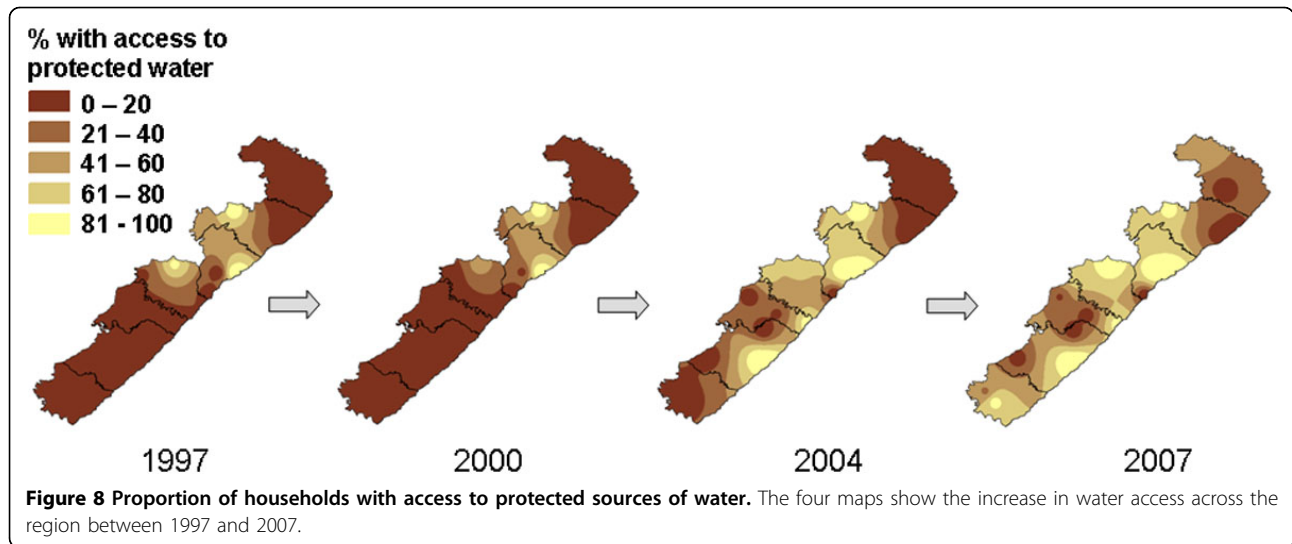 % with access to
protected water
0 – 20
21 – 40
41 – 60
61 – 80
81 - 100
1997
2000
2004
2007
Figure 8 Proportion of households with access to protected sources of water. The four maps show the increase in water access across the
region between 1997 and 2007.